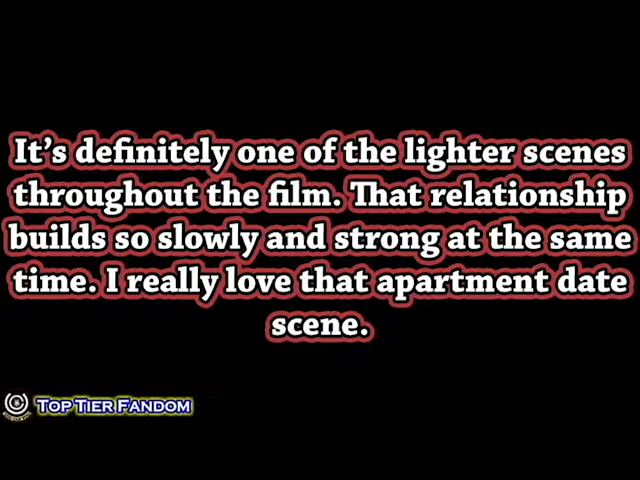 It’s definitely one of the lighter scenes
throughout the film. That relationship
builds so slowly and strong at the same
time. I really love that apartment date
scene.
Top Tier Fandom